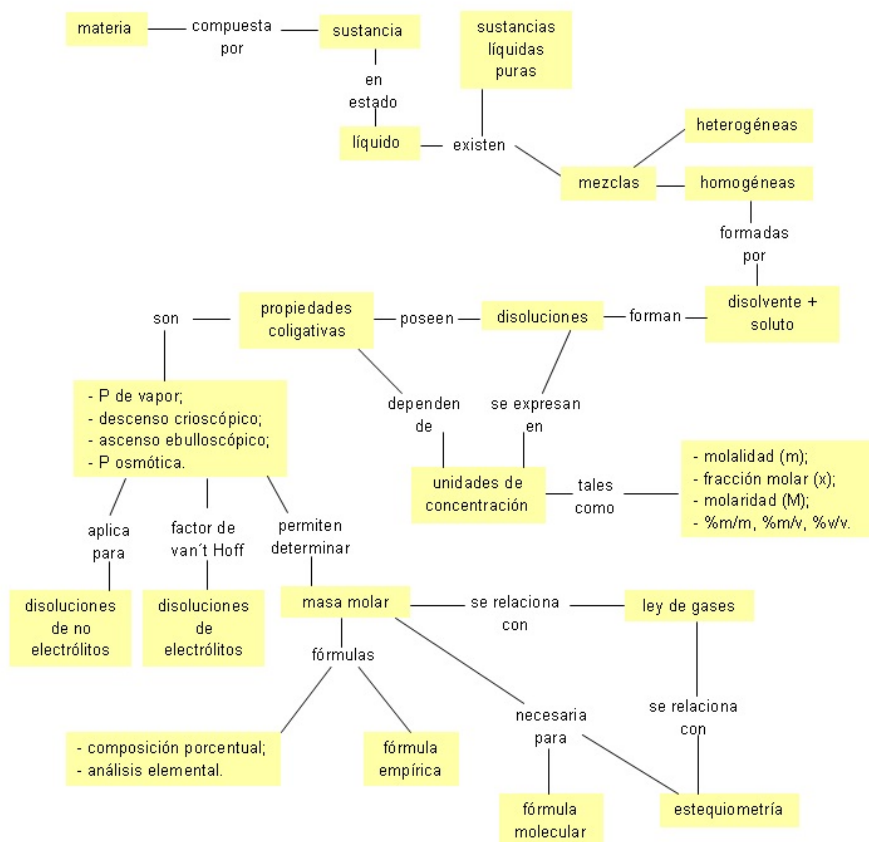 materia
compuesta
por
sustancia
sustancias
líquidas
puras
en
estado
líquido
existen
heterogéneas
mezclas
homogéneas
formadas
por
disolvente +
soluto
forman
disoluciones
poseen
propiedades
coligativas
son
- P de vapor;
- descenso crioscópico;
- ascenso ebulloscópico;
- P osmótica.
dependen
de
se expresan
en
unidades de
concentración
tales
como
- molalidad (m);
- fracción molar (x);
- molaridad (M);
- %m/m, %m/v, %v/v.
aplica
para
factor de
van´t Hoff
permiten
determinar
disoluciones
de no
electrólitos
disoluciones
de
electrólitos
masa molar
se relaciona
con
ley de gases
fórmulas
necesaria
para
se relaciona
con
- composición porcentual;
- análisis elemental.
fórmula
empírica
fórmula
molecular
estequiometría